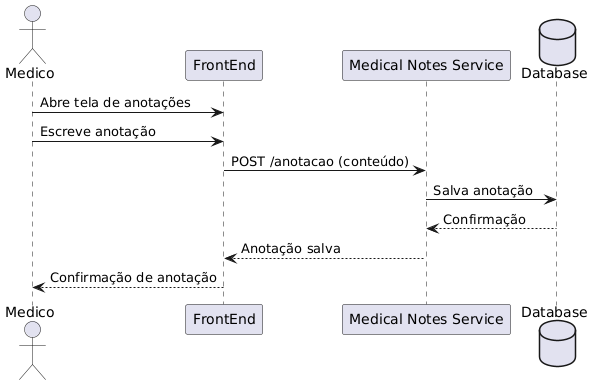 Medico
FrontEnd
Medical Notes Service
Database
Abre tela de anotações
Escreve anotação
POST /anotacao (conteúdo)
Salva anotação
Confirmação
Anotação salva
Confirmação de anotação
Medico
FrontEnd
Medical Notes Service
Database